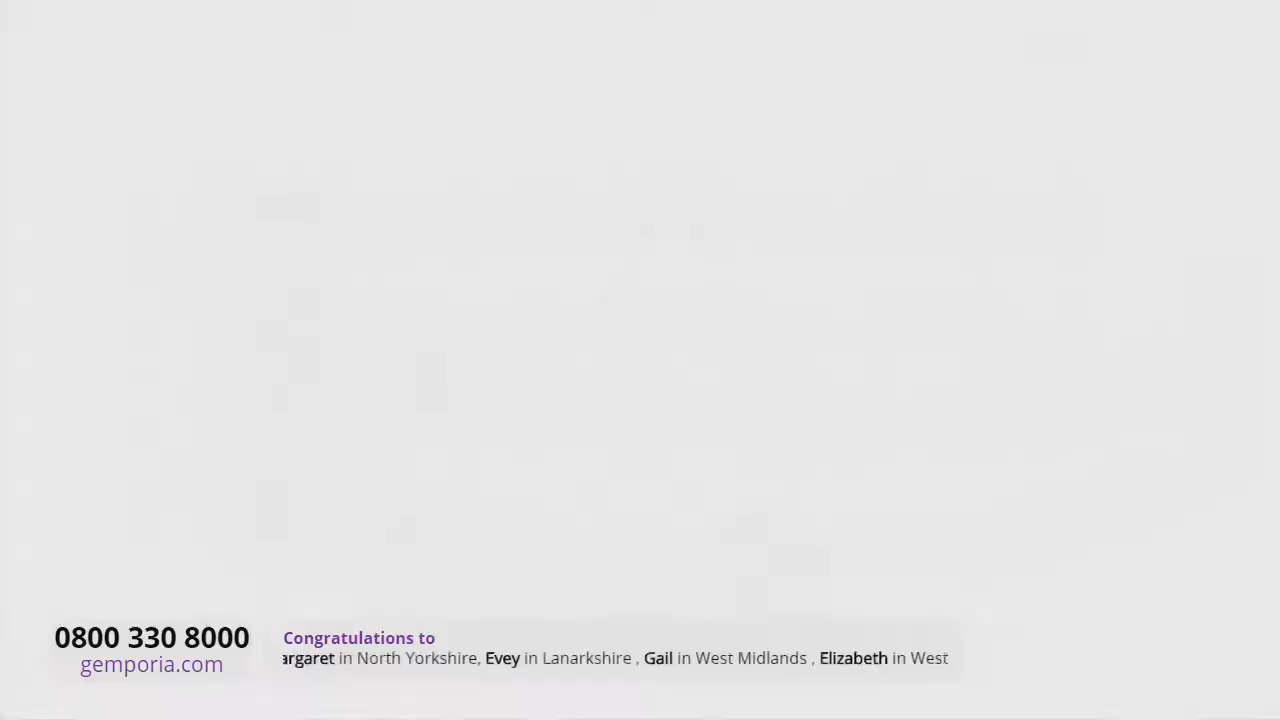 0800 330 8000
gemporia.com
Congratulations to
argaret in North Yorkshire, Evey in Lanarkshire , Gail in West Midlands , Elizabeth in West